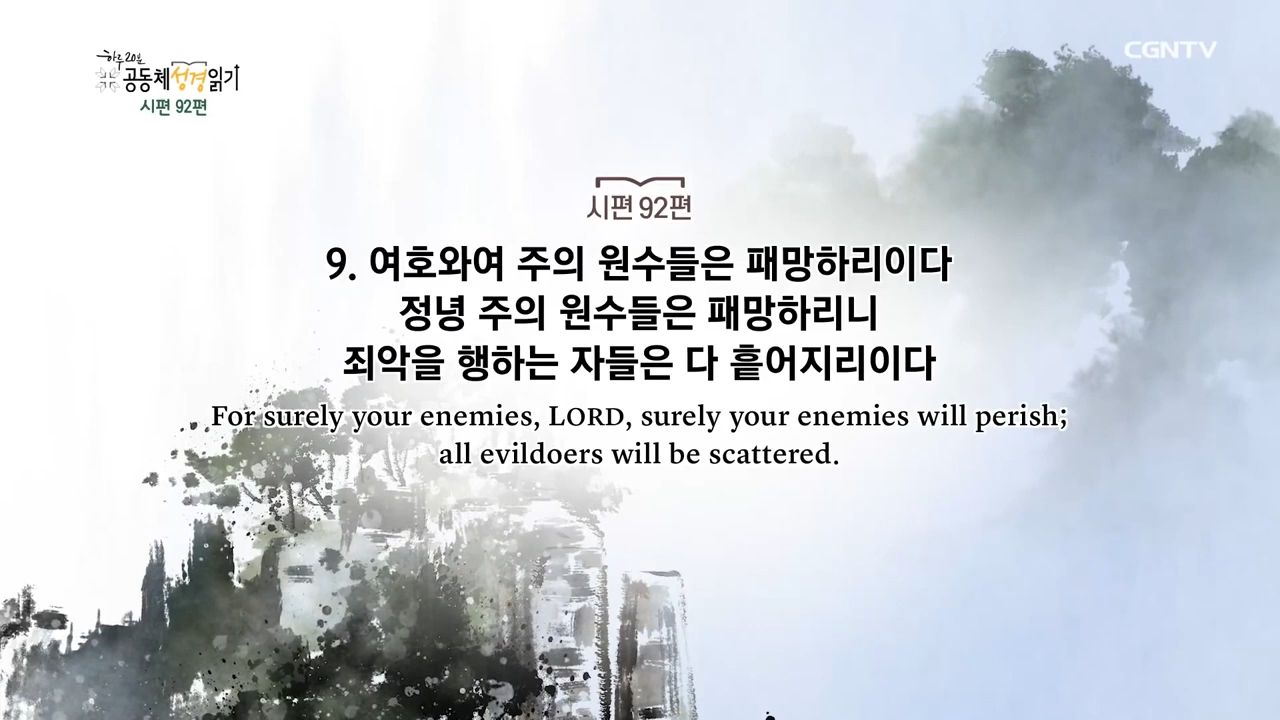 하루 20분
공동체성경읽기
시편 92편
CGNTV
시편 92편
9. 여호와여 주의 원수들은 패망하리이다
정녕 주의 원수들은 패망하리니
죄악을 행하는 자들은 다 흩어지리이다
For surely your enemies, LORD, surely your enemies will perish;
all evildoers will be scattered.